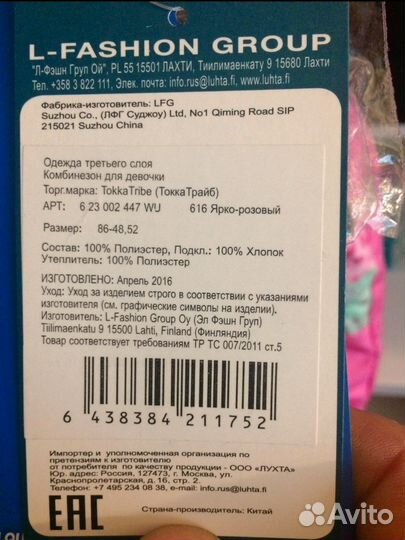 L-FASHION GROUP
"Л-Фэшн Груп Ой", PL 55 15501 ЛАХТИ, Тиилимаенкату 9 15680 Лахти
Тел. +358 3 822 111, Элек. почта: info.rus@luhta.fi, www.luhta.fi
Фабрика-изготовитель: LFG
Suzhou Co., (ЛФГ Суджоу) Ltd, No1 Qiming Road SIP
215021 Suzhou China
Одежда третьего слоя
Комбинезон для девочки
Торг.марка: TokkaTribe (ТоккаТрайб)
АРТ: 6 23 002 447 WU 616 Ярко-розовый
Размер: 86-48,52
Состав: 100% Полиэстер, Подкл.: 100% Хлопок
Утеплитель: 100% Полиэстер
ИЗГОТОВЛЕНО: Апрель 2016
Уход: Уход за изделием строго в соответствии с указаниями
изготовителя (см. графические символы на изделии).
Изготовитель: L-Fashion Group Oy (Эл Фэшн Груп)
Tiilimaenkatu 9 15500 Lahti, Finland (Финляндия)
Товар соответствует требованиям ТР ТС 007/2011 ст.5
6 438384 211752
Импортер и уполномоченная организация по
претензиям к изготовителю
от потребителя по качеству продукции - ООО «ЛУХТА»
Юр. адрес: Россия, 127473, г. Москва, ул.
Краснопролетарская, д. 16, стр. 2.
Телефон: +7 495 234 08 38, e-mail: info.rus@luhta.fi
EAC
Страна-производитель: Китай
Avito